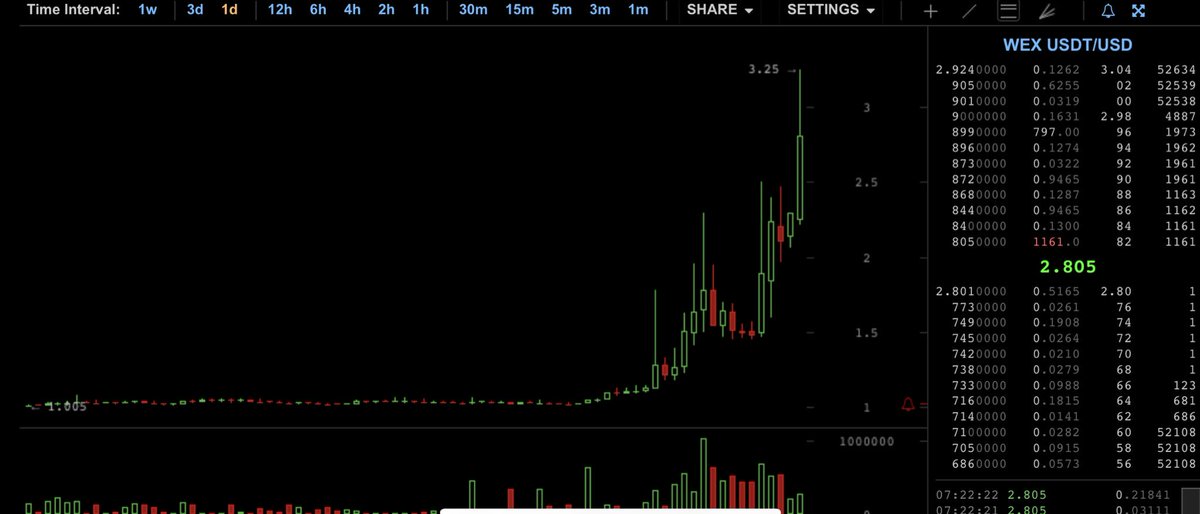 Time Interval: 1w 3d 1d 12h 6h 4h 2h 1h 30m 15m 5m 3m 1m SHARE SETTINGS
WEX USDT/USD
3.25 →
3
2.5
2
1.5
← 1.005
1
1000000
0
2.9240000 0.1262 3.04 52634
9050000 0.6255 02 52539
9010000 0.0319 00 52538
9000000 0.1631 2.98 4887
8990000 797.00 96 1973
8960000 0.1274 94 1962
8730000 0.0322 92 1961
8720000 0.9465 90 1961
8680000 0.1287 88 1163
8440000 0.9465 86 1162
8400000 0.1300 84 1161
8050000 1161.0 82 1161
2.805
2.8010000 0.5165 2.80 1
7730000 0.0261 76 1
7490000 0.1908 74 1
7450000 0.0264 72 1
7420000 0.0210 70 1
7380000 0.0279 68 1
7330000 0.0988 66 123
7160000 0.1815 64 681
7140000 0.0141 62 686
7100000 0.0282 60 52108
7050000 0.0915 58 52108
6860000 0.0573 56 52108
07:22:22 2.805 0.21841
07:22:21 2.805 0.03111